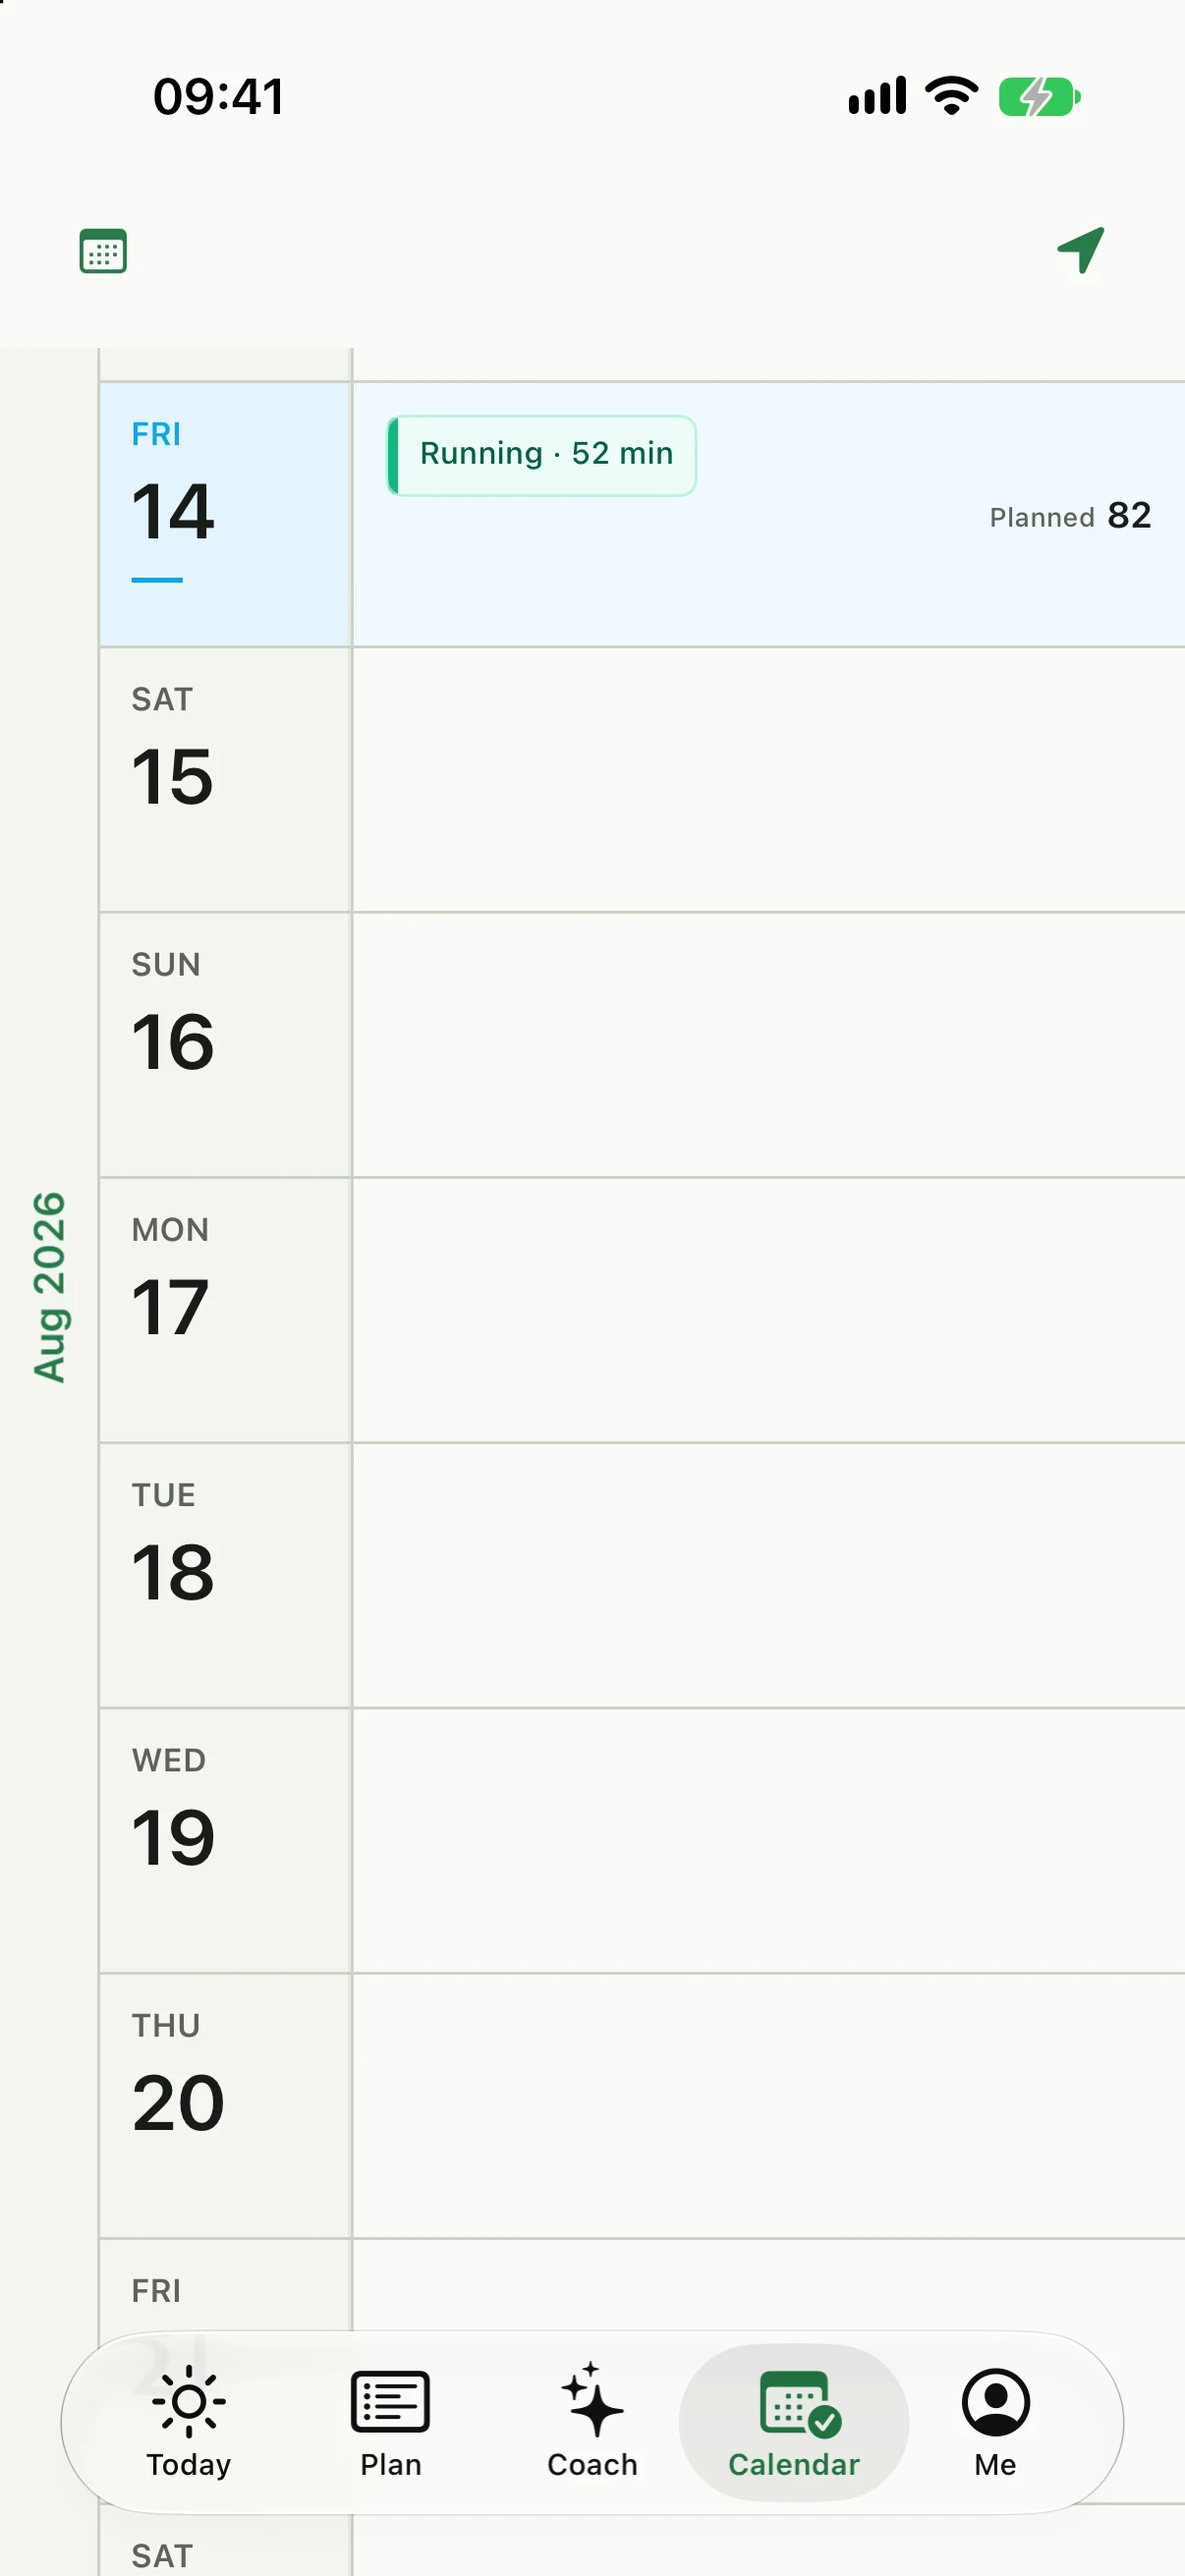 09:41
FRI
14
Running · 52 min
Planned 82
SAT
15
SUN
16
MON
17
Aug 2026
TUE
18
WED
19
THU
20
FRI
21
Today
Plan
Coach
Calendar
Me
SAT